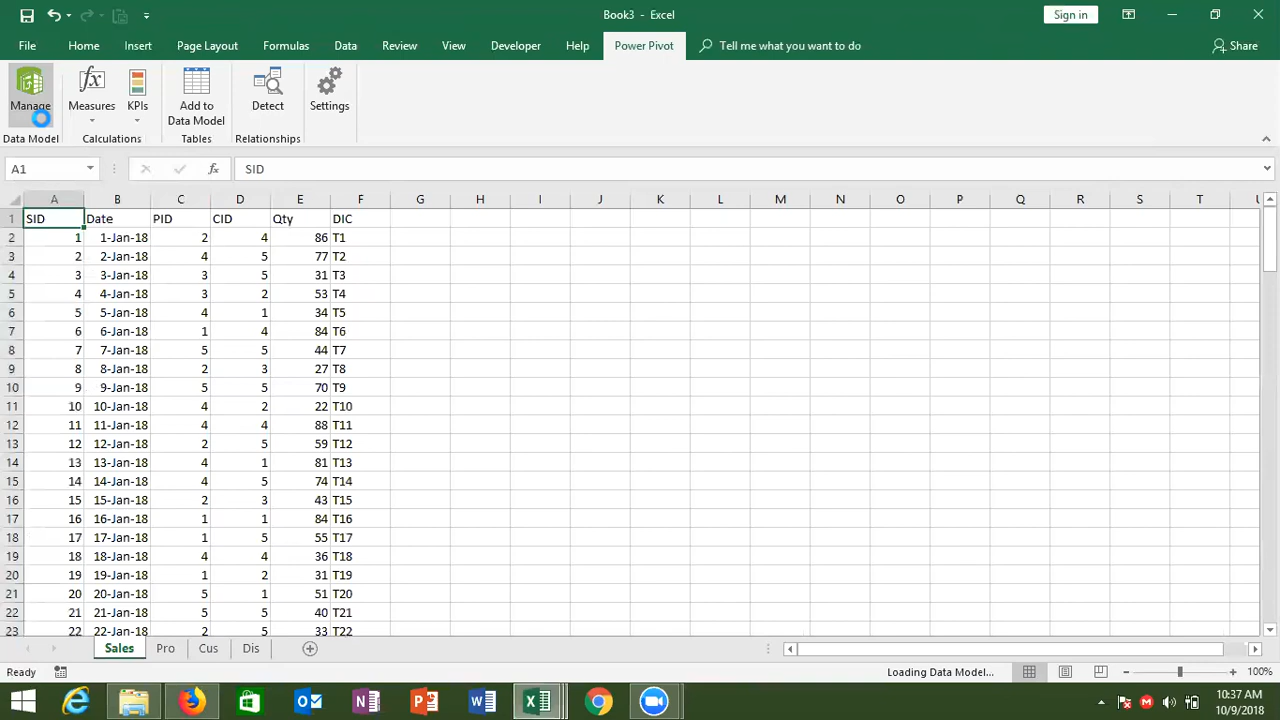 Book3 - Excel
Sign in
File Home Insert Page Layout Formulas Data Review View Developer Help Power Pivot Tell me what you want to do Share
Manage Measures KPIs Add to Data Model Detect Settings
Data Model Calculations Tables Relationships
A1 fx SID
A B C D E F G H I J K L M N O P Q R S T U
1 SID Date PID CID Qty DIC
2 1 1-Jan-18 2 4 86 T1
3 2 2-Jan-18 4 5 77 T2
4 3 3-Jan-18 3 5 31 T3
5 4 4-Jan-18 3 2 53 T4
6 5 5-Jan-18 4 1 34 T5
7 6 6-Jan-18 1 4 84 T6
8 7 7-Jan-18 5 5 44 T7
9 8 8-Jan-18 2 3 27 T8
10 9 9-Jan-18 5 5 70 T9
11 10 10-Jan-18 4 2 22 T10
12 11 11-Jan-18 4 4 88 T11
13 12 12-Jan-18 2 5 59 T12
14 13 13-Jan-18 4 1 81 T13
15 14 14-Jan-18 4 5 74 T14
16 15 15-Jan-18 2 3 43 T15
17 16 16-Jan-18 1 1 84 T16
18 17 17-Jan-18 1 5 55 T17
19 18 18-Jan-18 4 4 36 T18
20 19 19-Jan-18 1 2 31 T19
21 20 20-Jan-18 5 1 51 T20
22 21 21-Jan-18 5 5 40 T21
23 22 22-Jan-18 2 5 33 T22
Sales Pro Cus Dis
Ready Loading Data Model... 100%
10:37 AM
10/9/2018